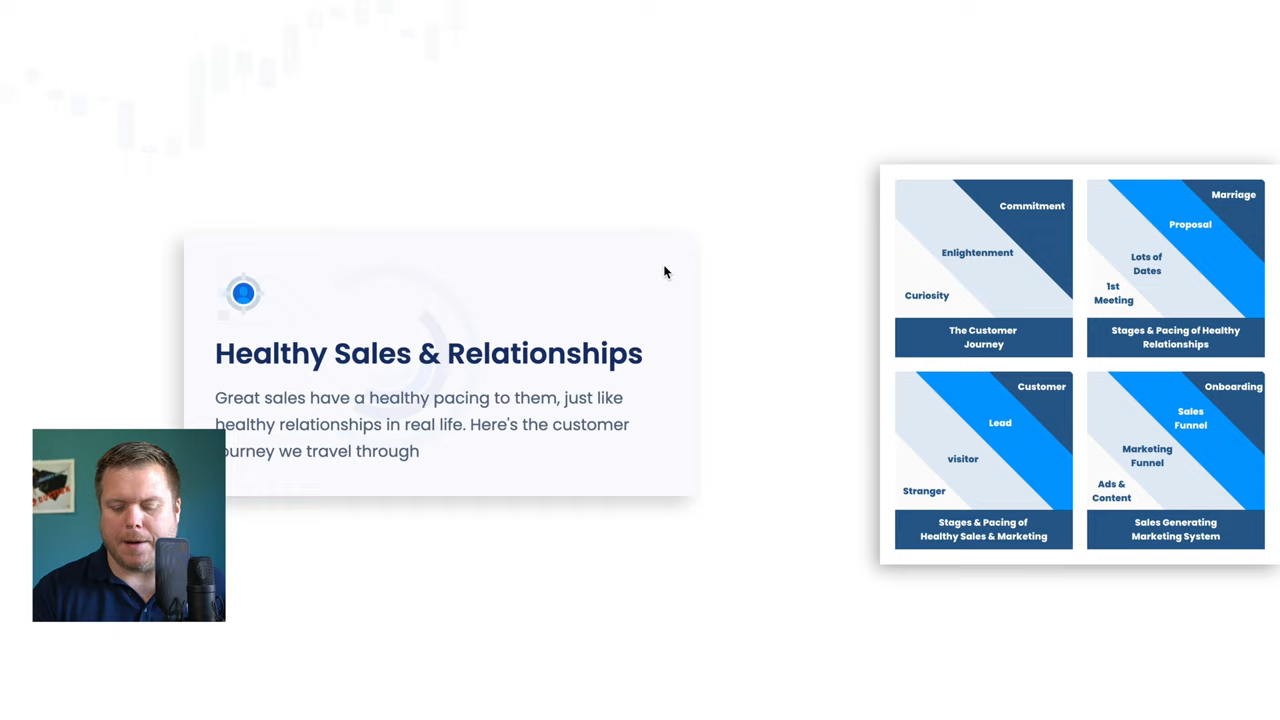 Healthy Sales & Relationships
Great sales have a healthy pacing to them, just like
healthy relationships in real life. Here's the customer
ourney we travel through
Commitment
Enlightenment
Curiosity
The Customer
Journey
Marriage
Proposal
Lots of
Dates
1st
Meeting
Stages & Pacing of Healthy
Relationships
Customer
Lead
visitor
Stranger
Stages & Pacing of
Healthy Sales & Marketing
Onboarding
Sales
Funnel
Marketing
Funnel
Ads &
Content
Sales Generating
Marketing System